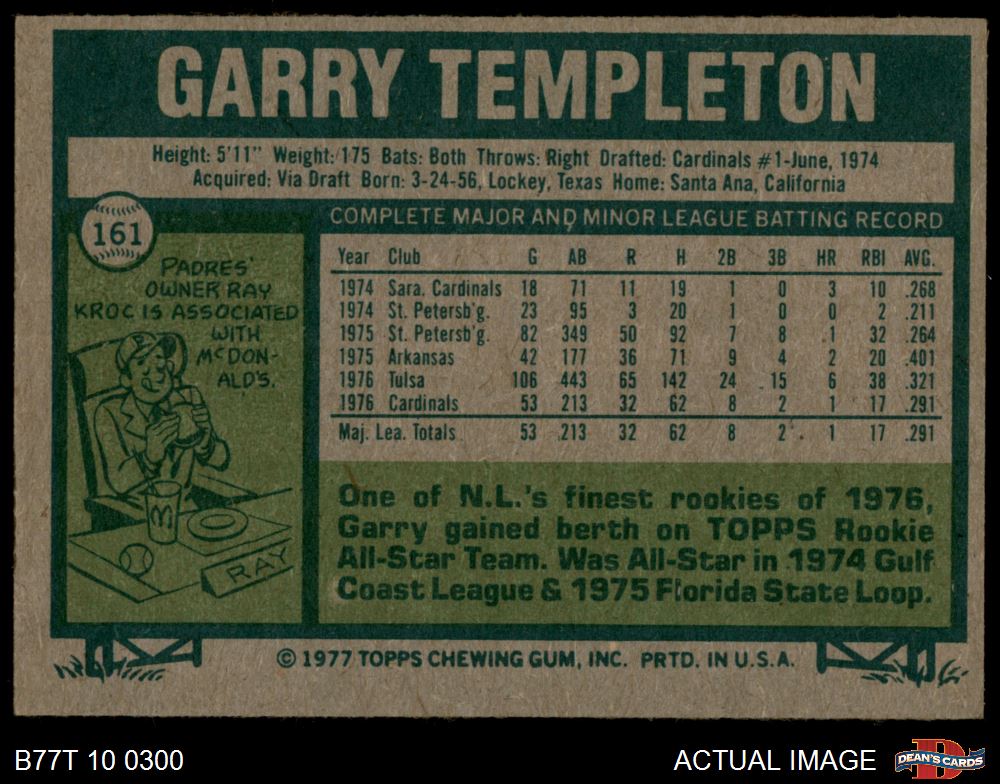 GARRY TEMPLETON
Height: 5'11" Weight: 175 Bats: Both Throws: Right Drafted: Cardinals #1-June, 1974
Acquired: Via Draft Born: 3-24-56, Lockey, Texas Home: Santa Ana, California
161
PADRES'
OWNER RAY
KROC IS ASSOCIATED
WITH
McDON-
ALD'S.
M
RAY
COMPLETE MAJOR AND MINOR LEAGUE BATTING RECORD
Year Club G AB R H 2B 3B HR RBI AVG.
1974 Sara. Cardinals 18 71 11 19 1 0 3 10 .268
1974 St. Petersb'g. 23 95 3 20 1 0 0 2 .211
1975 St. Petersb'g. 82 349 50 92 7 8 1 32 .264
1975 Arkansas 42 177 36 71 9 4 2 20 .401
1976 Tulsa 106 443 65 142 24 15 6 38 .321
1976 Cardinals 53 213 32 62 8 2 1 17 .291
Maj. Lea. Totals 53 213 32 62 8 2 1 17 .291
One of N.L.'s finest rookies of 1976,
Garry gained berth on TOPPS Rookie
All-Star Team. Was All-Star in 1974 Gulf
Coast League & 1975 Florida State Loop.
© 1977 TOPPS CHEWING GUM, INC. PRTD. IN U.S.A.
B77T 10 0300
ACTUAL IMAGE
D
DEAN'S CARDS